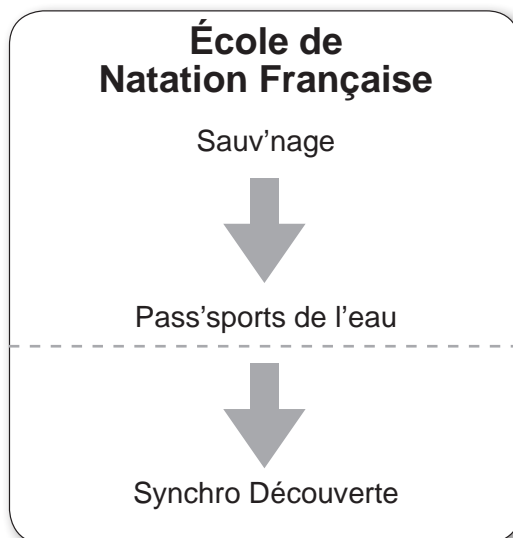 École de
Natation Française
Sauv'nage
Pass'sports de l'eau
Synchro Découverte